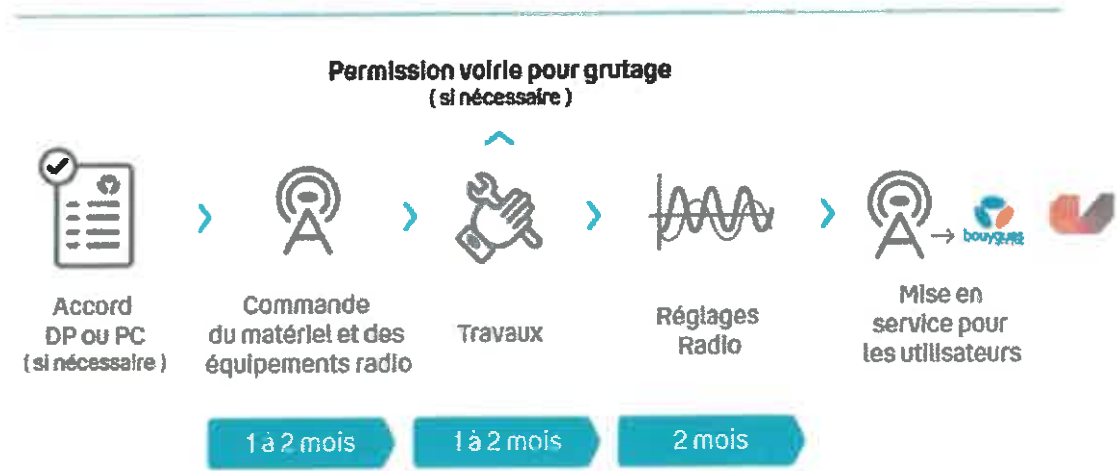 Permission voirie pour grutage
( si nécessaire )
bouygues
Accord
DP ou PC
( si nécessaire )
Commande
du matériel et des
équipements radio
Travaux
Réglages
Radio
Mise en
service pour
les utilisateurs
1 à 2 mois
1 à 2 mois
2 mois